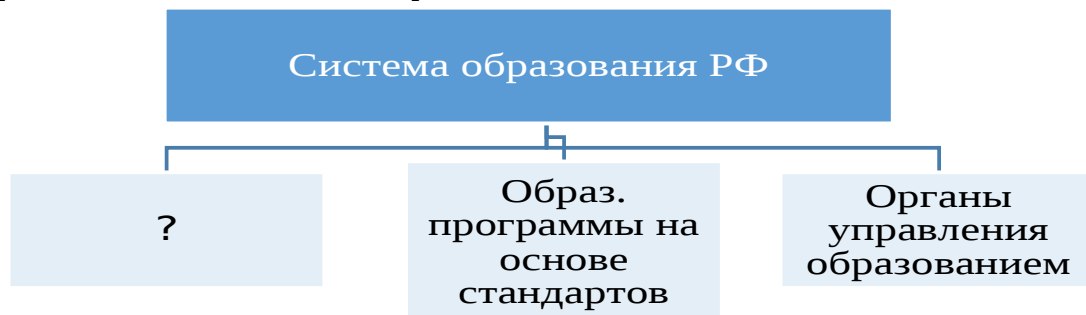 Система образования РФ
?
Образ.
программы на
основе
стандартов
Органы
управления
образованием